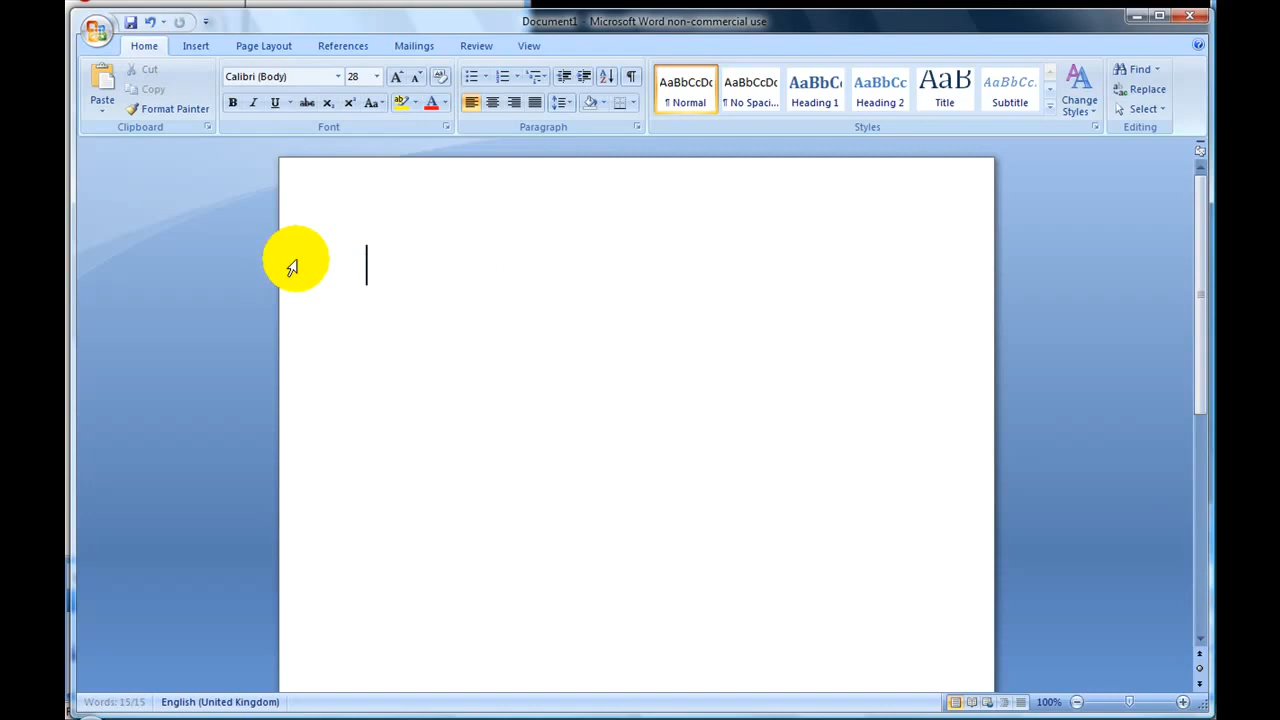 Document1 - Microsoft Word non-commercial use
Home Insert Page Layout References Mailings Review View
Paste
Cut
Copy
Format Painter
Clipboard
Calibri (Body) 28
B I U abc x₂ x² Aa
ab A
Font
Paragraph
AaBbCcDc AaBbCcDc AaBbC AaBbCc AaB AaBbCc.
¶ Normal ¶ No Spaci... Heading 1 Heading 2 Title Subtitle
Change Styles
Styles
Find
Replace
Select
Editing
Words: 15/15 English (United Kingdom) 100%